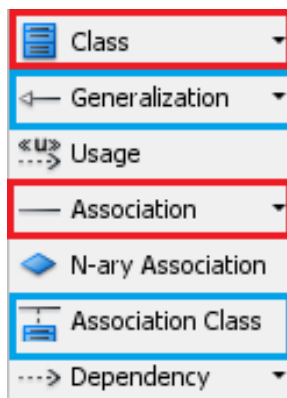 Class
Generalization
«U» Usage
Association
N-ary Association
Association Class
Dependency